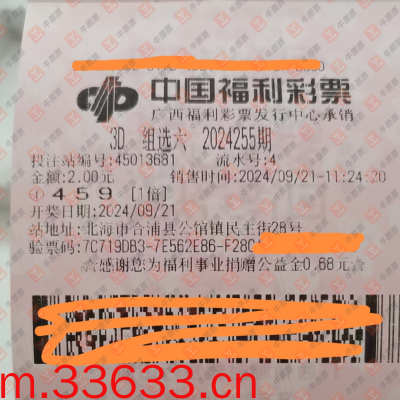 中国福利彩票
广西福利彩票发行中心承销
3D 组选六 2024255期
投注站编号:45013681 流水号:4
金额:2.00元 销售时间:2024/09/21-11:24:20
① 459 [1倍]
开奖日期:2024/09/21
站地址:北海市合浦县公馆镇民主街28号
验票码:7C719DB3-7E562E86-F28C
☆感谢您为福利事业捐赠公益金0.68元☆
m.33633.cn